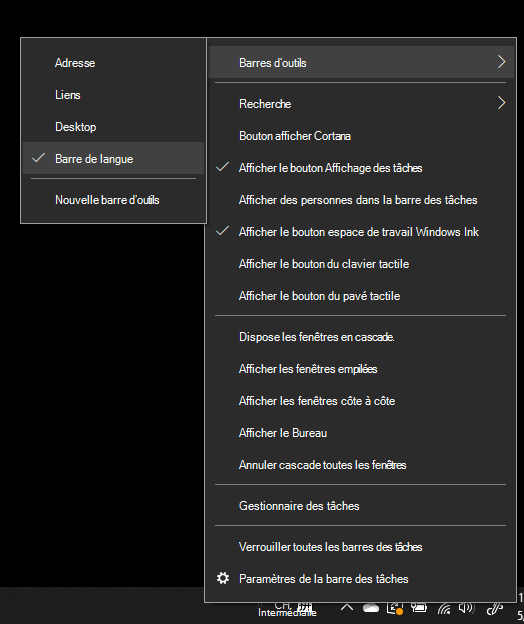 Adresse
Liens
Desktop
Barre de langue
Nouvelle barre d'outils
Barres d'outils
Recherche
Bouton afficher Cortana
Afficher le bouton Affichage des tâches
Afficher des personnes dans la barre des tâches
Afficher le bouton espace de travail Windows Ink
Afficher le bouton du clavier tactile
Afficher le bouton du pavé tactile
Dispose les fenêtres en cascade.
Afficher les fenêtres empilées
Afficher les fenêtres côte à côte
Afficher le Bureau
Annuler cascade toutes les fenêtres
Gestionnaire des tâches
Verrouiller toutes les barres des tâches
Paramètres de la barre des tâches
CH 拼
Intermédiaire
1
5,